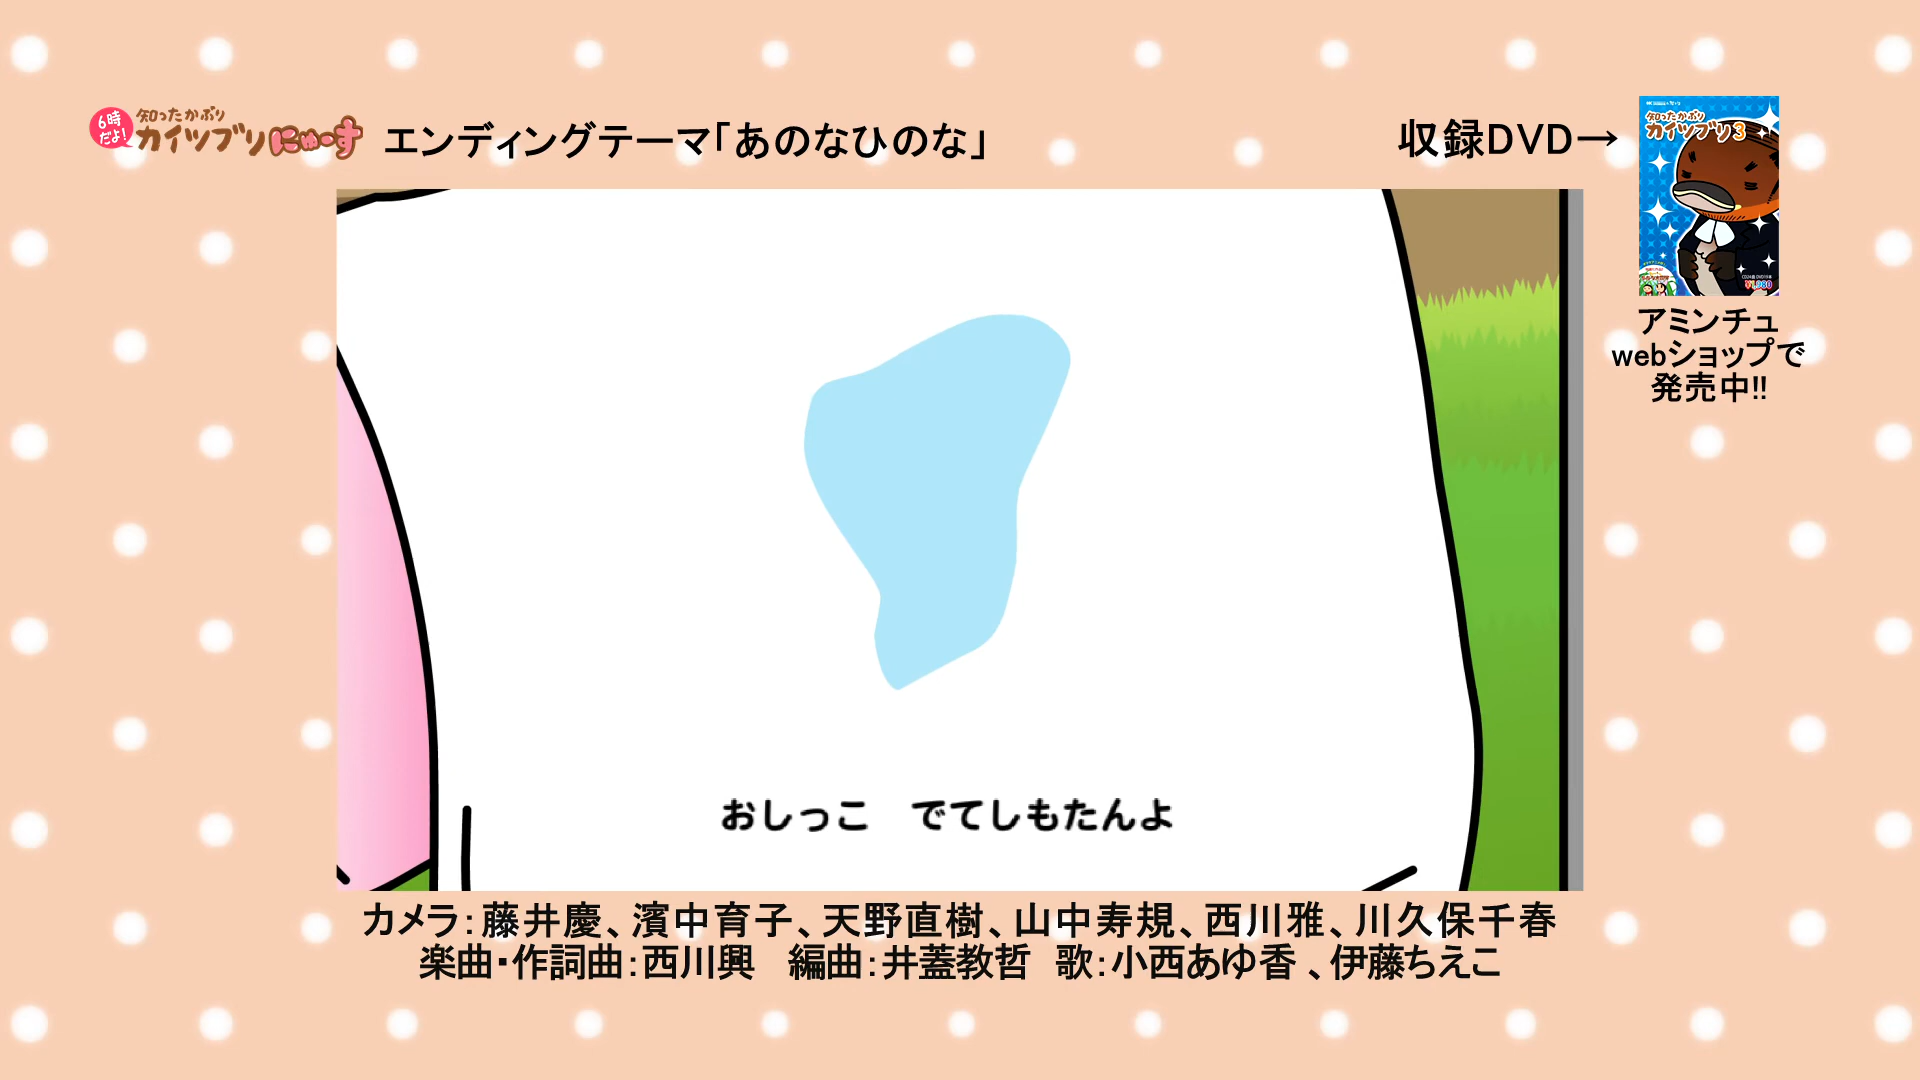 6時だよ!
知ったかぶり
カイツブリにゅーす
エンディングテーマ「あのなひのな」
収録DVD→
知ったかぶり
カイツブリ3
¥1,980
アミンチュ
webショップで
発売中!!
おしっこ　でてしもたんよ
カメラ：藤井慶、濱中育子、天野直樹、山中寿規、西川雅、川久保千春
楽曲・作詞曲：西川興　編曲：井蓋教哲　歌：小西あゆ香 、伊藤ちえこ